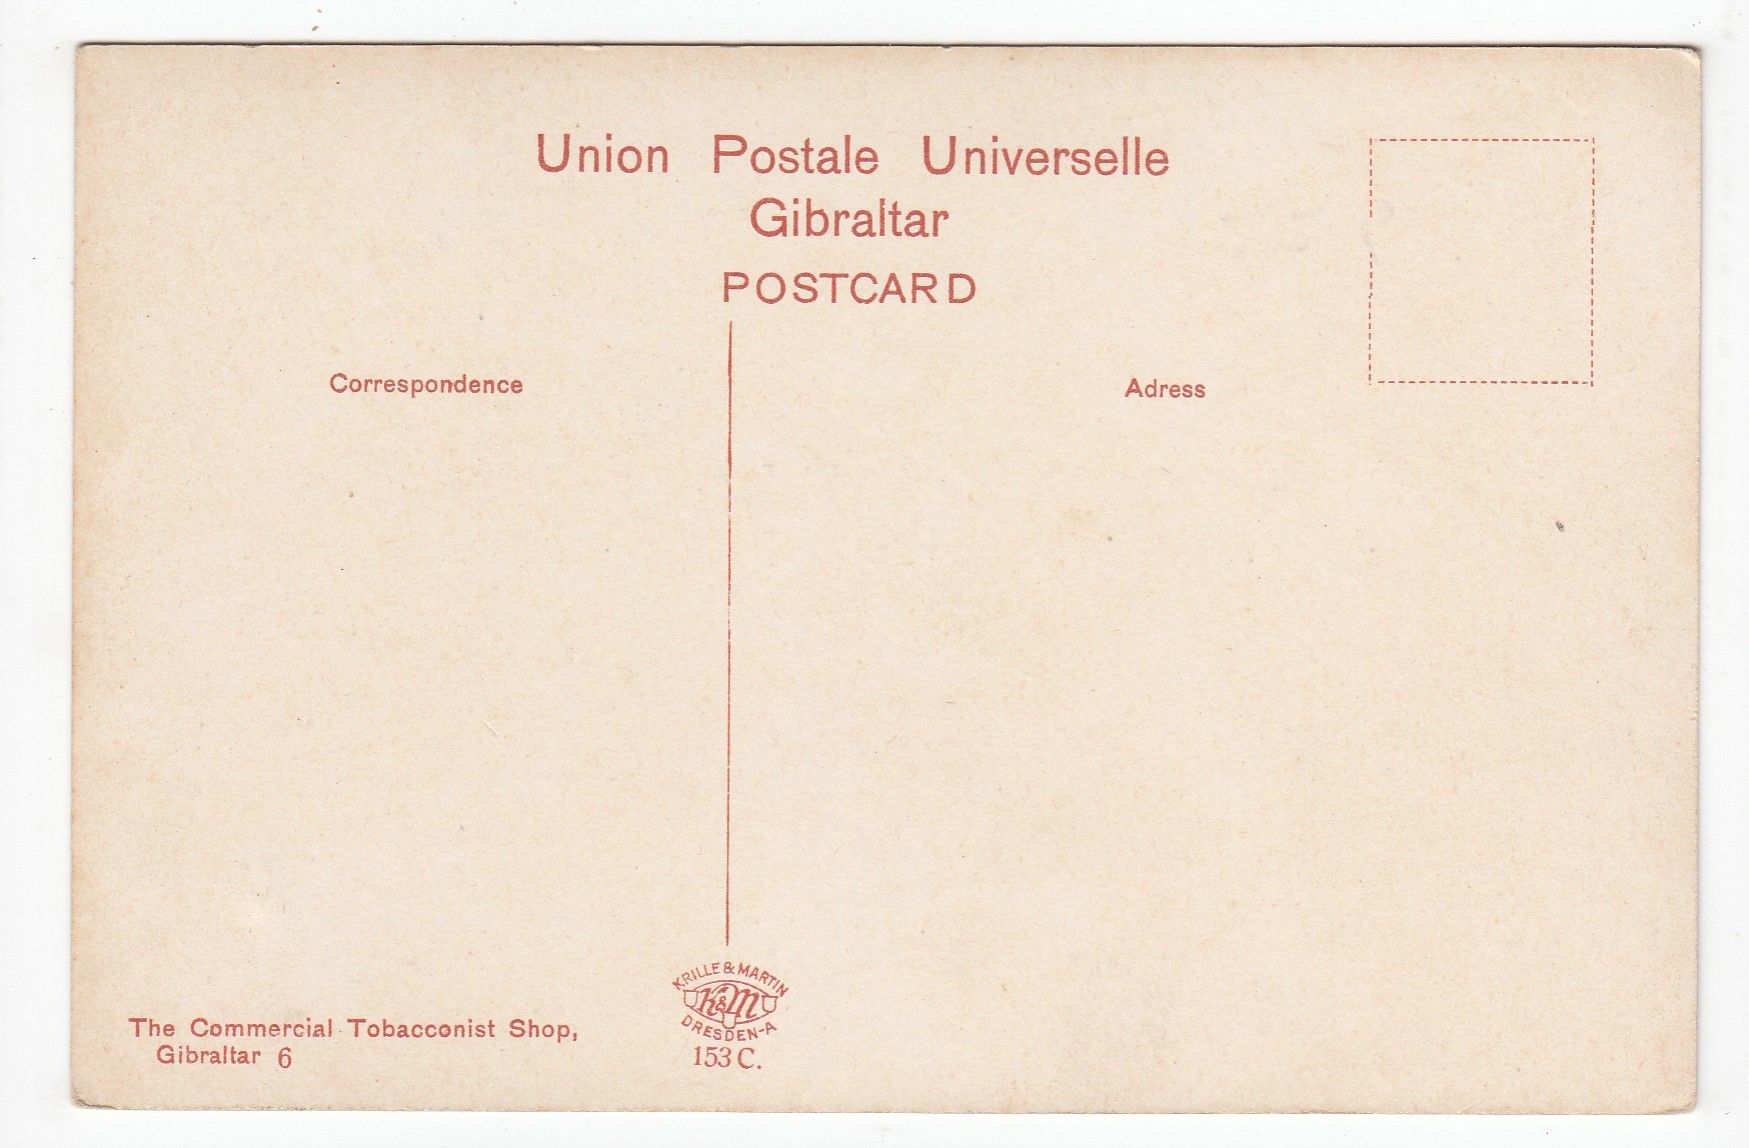 Union Postale Universelle
Gibraltar
POSTCARD
Correspondence
Adress
KRILLE & MARTIN
K&M
DRESDEN-A
153 C.
The Commercial Tobacconist Shop,
Gibraltar 6